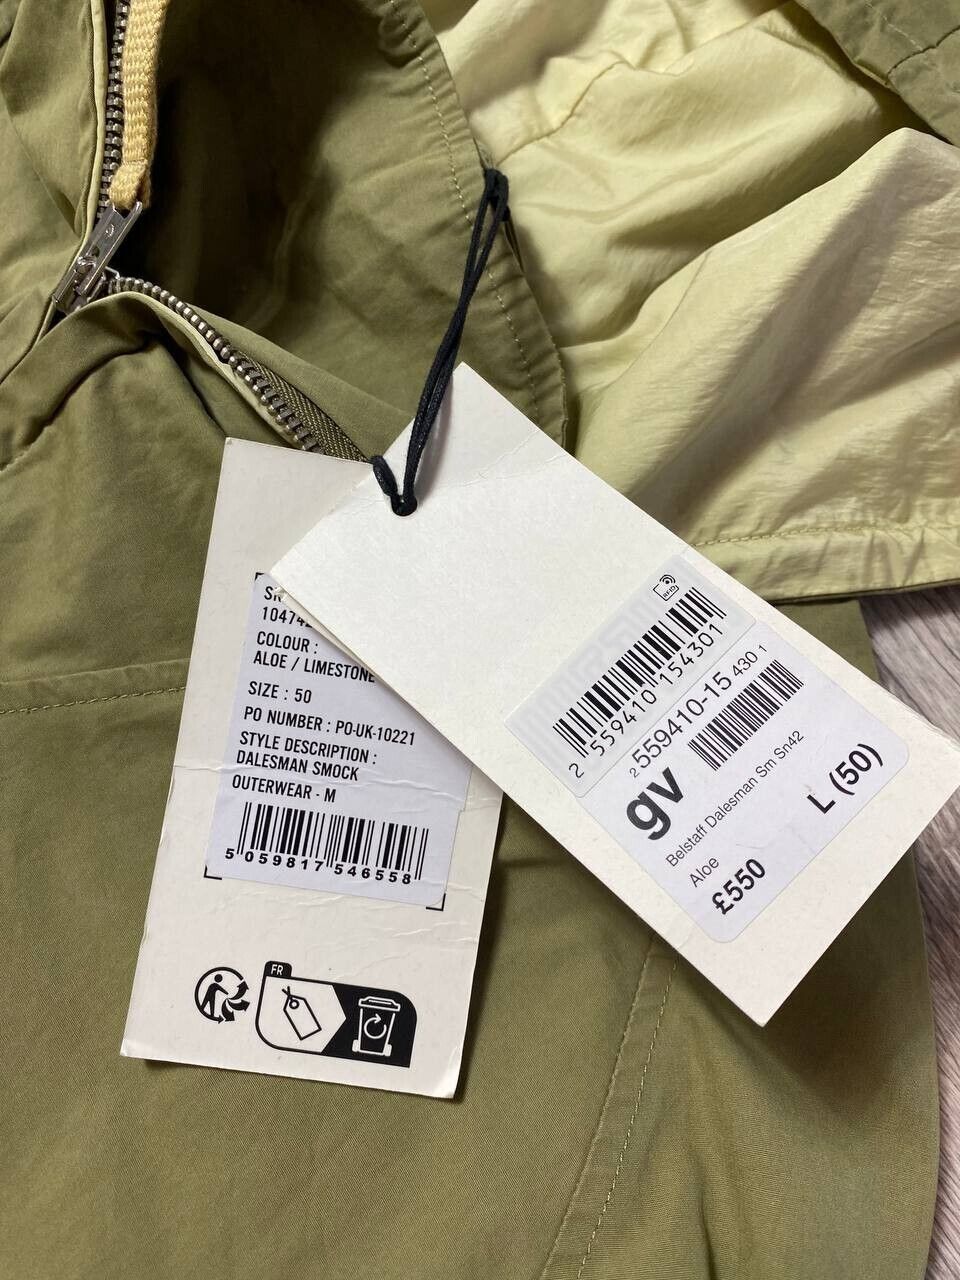 COLOUR :
ALOE / LIMESTONE
SIZE : 50
PO NUMBER : PO-UK-10221
STYLE DESCRIPTION :
DALESMAN SMOCK
OUTERWEAR - M
5 059817 546558
FR
RFID
2 559410 154301
2 559410-15 430 1
gv
Belstaff Dalesman Sm Sn42
Aloe
L (50)
£550